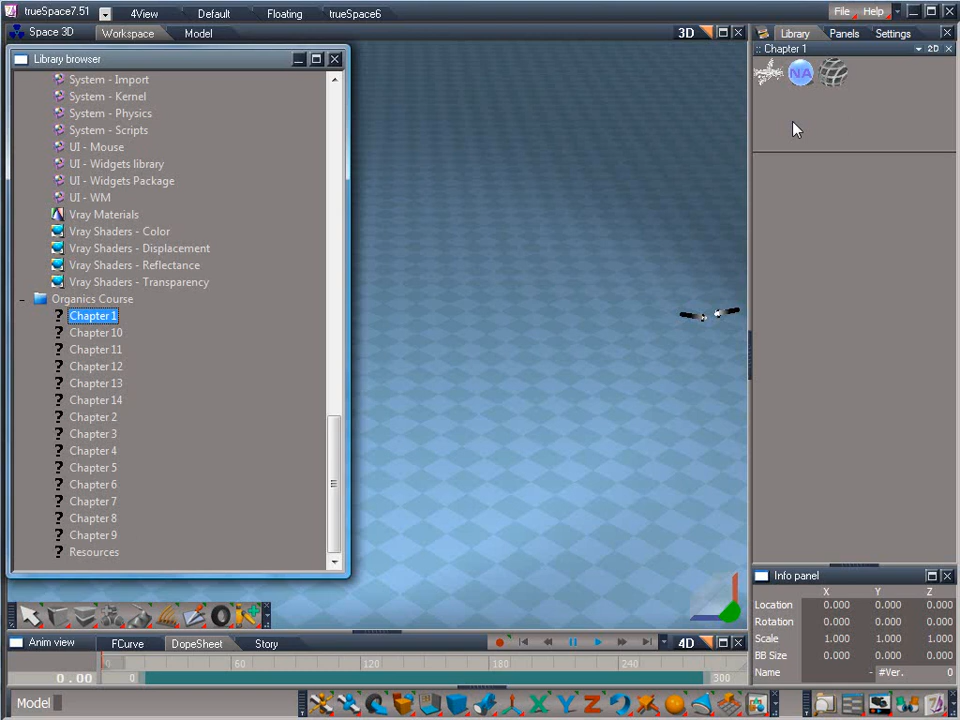 trueSpace7.51 4View Default Floating trueSpace6 File Help
Space 3D Workspace Model 3D Library Panels Settings
:: Chapter 1 2D
Library browser
NA
System - Import
System - Kernel
System - Physics
System - Scripts
UI - Mouse
UI - Widgets library
UI - Widgets Package
UI - WM
Vray Materials
Vray Shaders - Color
Vray Shaders - Displacement
Vray Shaders - Reflectance
Vray Shaders - Transparency
Organics Course
? Chapter 1
? Chapter 10
? Chapter 11
? Chapter 12
? Chapter 13
? Chapter 14
? Chapter 2
? Chapter 3
? Chapter 4
? Chapter 5
? Chapter 6
? Chapter 7
? Chapter 8
? Chapter 9
? Resources
Info panel
X Y Z
Location 0.000 0.000 0.000
Rotation 0.000 0.000 0.000
Scale 1.000 1.000 1.000
BB Size 0.000 0.000 0.000
Name - #Ver. 0
Anim view FCurve DopeSheet Story 4D
0 60 120 180 240
0.00 0 300
Model